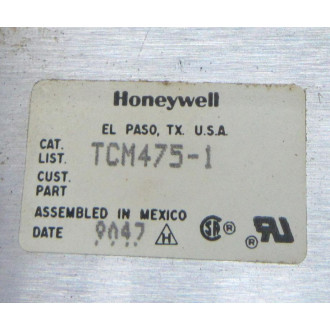 Honeywell
EL PASO, TX. U.S.A.
CAT.
LIST. TCM475-1
CUST.
PART
ASSEMBLED IN MEXICO
DATE 9047 H ® ®